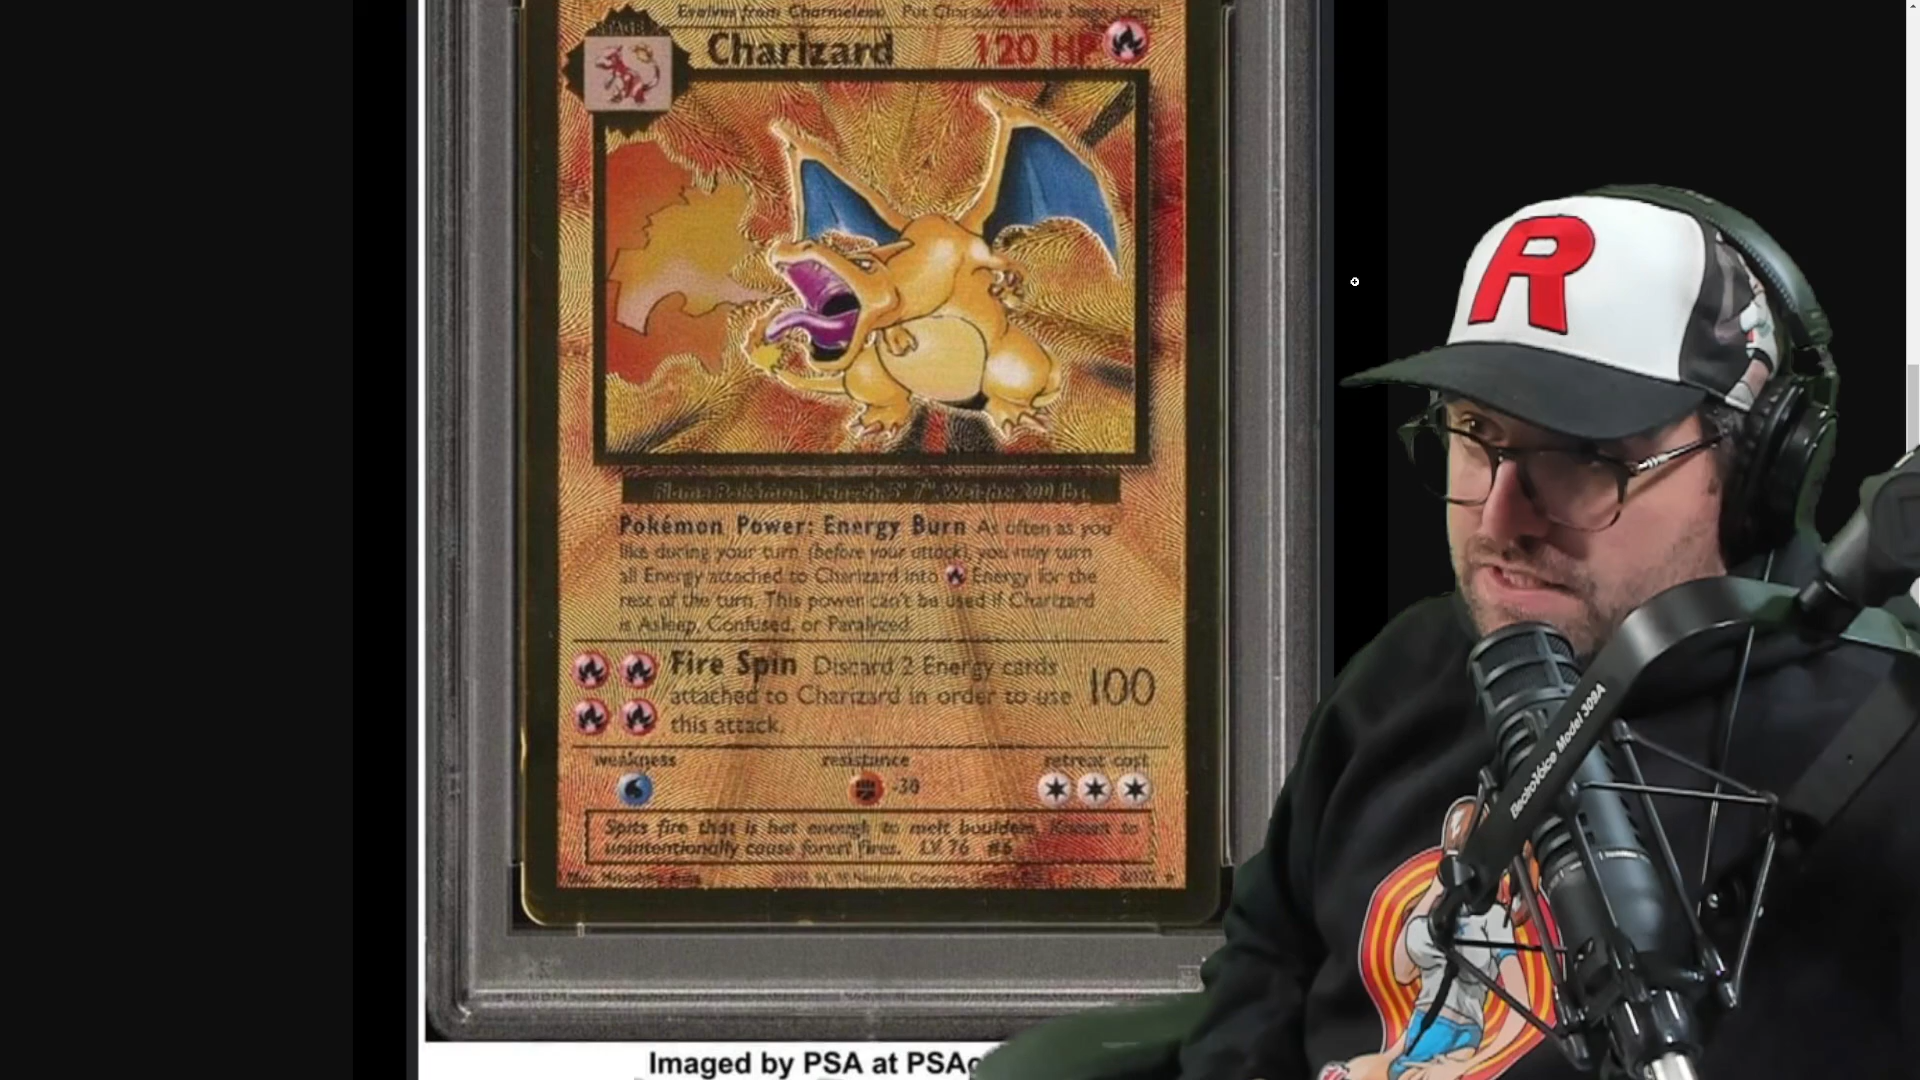 Evolves from Charmeleon Put Charizard on the Stage 1 card
Charizard 120 HP
R
Flame Pokémon. Length: 5' 7", Weight: 200 lbs.
Pokémon Power: Energy Burn As often as you
like during your turn (before your attack), you may turn
all Energy attached to Charizard into Energy for the
rest of the turn. This power can't be used if Charizard
is Asleep, Confused, or Paralyzed.
Fire Spin Discard 2 Energy cards
attached to Charizard in order to use 100
this attack.
weakness resistance retreat cost
-30
Spits fire that is hot enough to melt boulders. Known to
unintentionally cause forest fires. LV. 76 #6
ElectroVoice Model 309A
Imaged by PSA at PSA